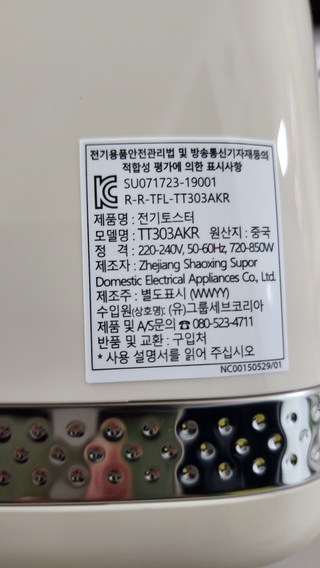 전기용품안전관리법 및 방송통신기자재등의
적합성 평가에 의한 표시사항
SU071723-19001
R-R-TFL-TT303AKR
제품명 : 전기토스터
모델명 : TT303AKR 원산지 : 중국
정 격 : 220-240V, 50-60Hz, 720-850W
제조자 : Zhejiang Shaoxing Supor
Domestic Electrical Appliances Co., Ltd.
제조주 : 별도표시 (WWYY)
수입원(상호명) : (유)그룹세브코리아
제품 및 A/S문의 ☎ 080-523-4711
반품 및 교환 : 구입처
* 사용 설명서를 읽어 주십시오
NC00150529/01